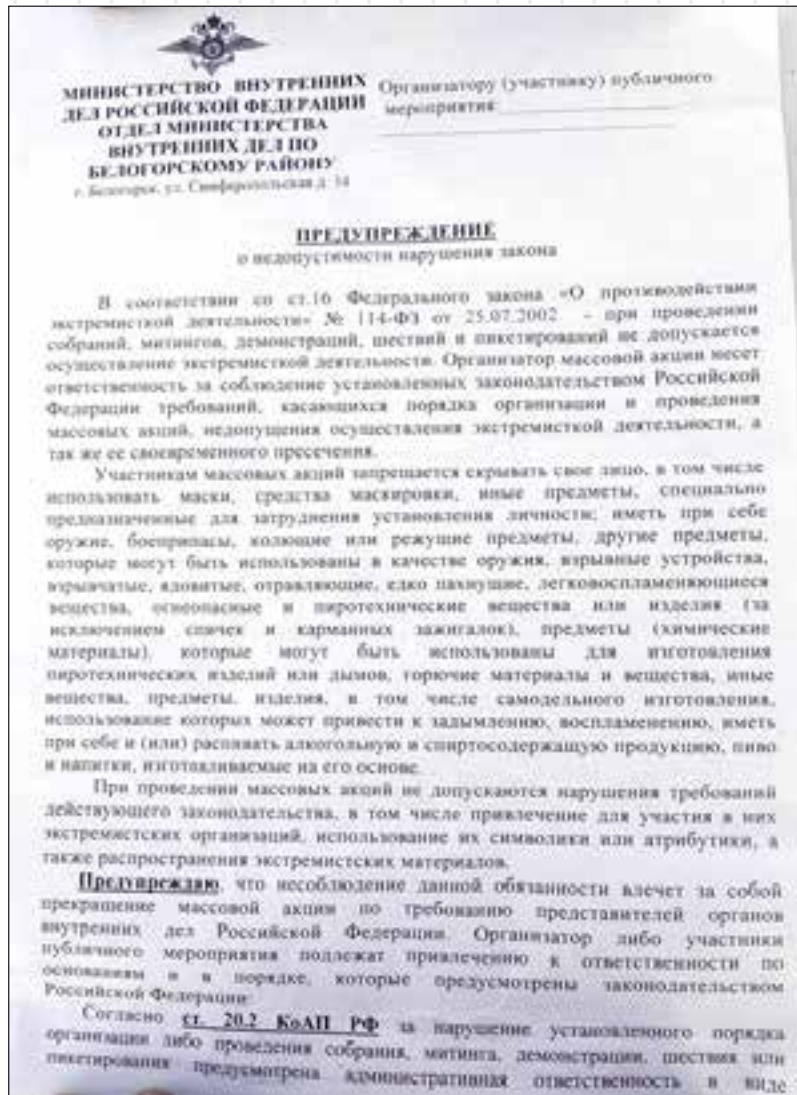 МИНИСТЕРСТВО ВНУТРЕННИХ
ДЕЛ РОССИЙСКОЙ ФЕДЕРАЦИИ
ОТДЕЛ МИНИСТЕРСТВА
ВНУТРЕННИХ ДЕЛ ПО
БЕЛОГОРСКОМУ РАЙОНУ
г. Белогорск, ул. Симферопольская д. 14
Организатору (участнику) публичного
мероприятия
ПРЕДУПРЕЖДЕНИЕ
о недопустимости нарушения закона
В соответствии со ст.16 Федерального закона «О противодействии
экстремисткой деятельности» № 114-ФЗ от 25.07.2002 - при проведении
собраний, митингов, демонстраций, шествий и пикетирований не допускается
осуществление экстремисткой деятельности. Организатор массовой акции несет
ответственность за соблюдение установленных законодательством Российской
Федерации требований, касающихся порядка организации и проведения
массовых акций, недопущения осуществления экстремисткой деятельности, а
так же ее своевременного пресечения.
Участникам массовых акций запрещается скрывать свое лицо, в том числе
использовать маски, средства маскировки, иные предметы, специально
предназначенные для затруднения установления личности; иметь при себе
оружие, боеприпасы, колющие или режущие предметы, другие предметы,
которые могут быть использованы в качестве оружия, взрывные устройства,
взрывчатые, ядовитые, отравляющие, едко пахнущие, легковоспламеняющиеся
вещества, огнеопасные и пиротехнические вещества или изделия (за
исключением спичек и карманных зажигалок), предметы (химические
материалы), которые могут быть использованы для изготовления
пиротехнических изделий или дымов, горючие материалы и вещества, иные
вещества, предметы, изделия, в том числе самодельного изготовления,
использование которых может привести к задымлению, воспламенению, иметь
при себе и (или) распивать алкогольную и спиртосодержащую продукцию, пиво
и напитки, изготавливаемые на его основе.
При проведении массовых акций не допускаются нарушения требований
действующего законодательства, в том числе привлечение для участия в них
экстремистских организаций, использование их символики или атрибутики, а
также распространения экстремистских материалов.
Предупреждаю, что несоблюдение данной обязанности влечет за собой
прекращение массовой акции по требованию представителей органов
внутренних дел Российской Федерации. Организатор либо участники
публичного мероприятия подлежат привлечению к ответственности по
основаниям и в порядке, которые предусмотрены законодательством
Российской Федерации:
Согласно ст. 20.2 КоАП РФ за нарушение установленного порядка
организации либо проведения собрания, митинга, демонстрации, шествия или
пикетирования предусмотрена административная ответственность в виде